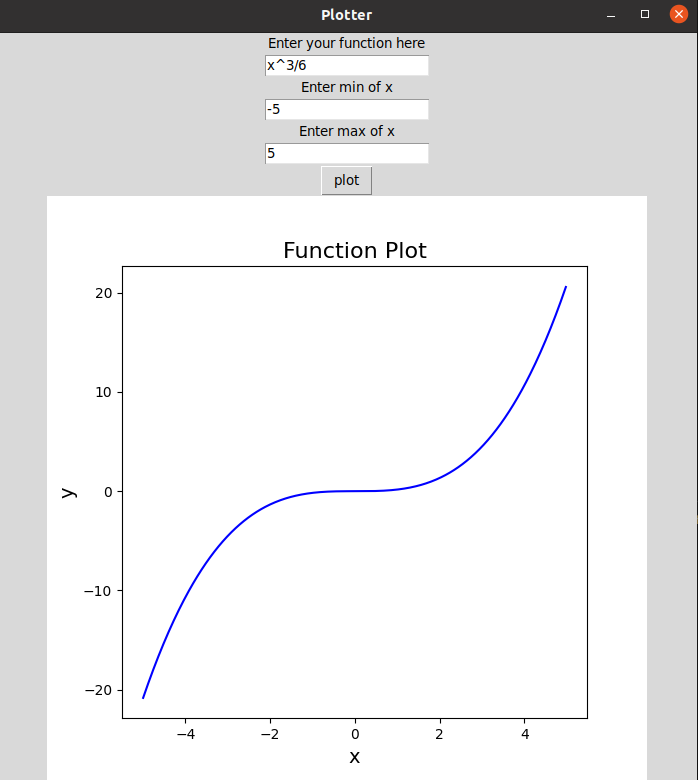 Plotter
Enter your function here
x^3/6
Enter min of x
-5
Enter max of x
5
plot
Function Plot
20
10
0
−10
−20
y
−4 −2 0 2 4
x